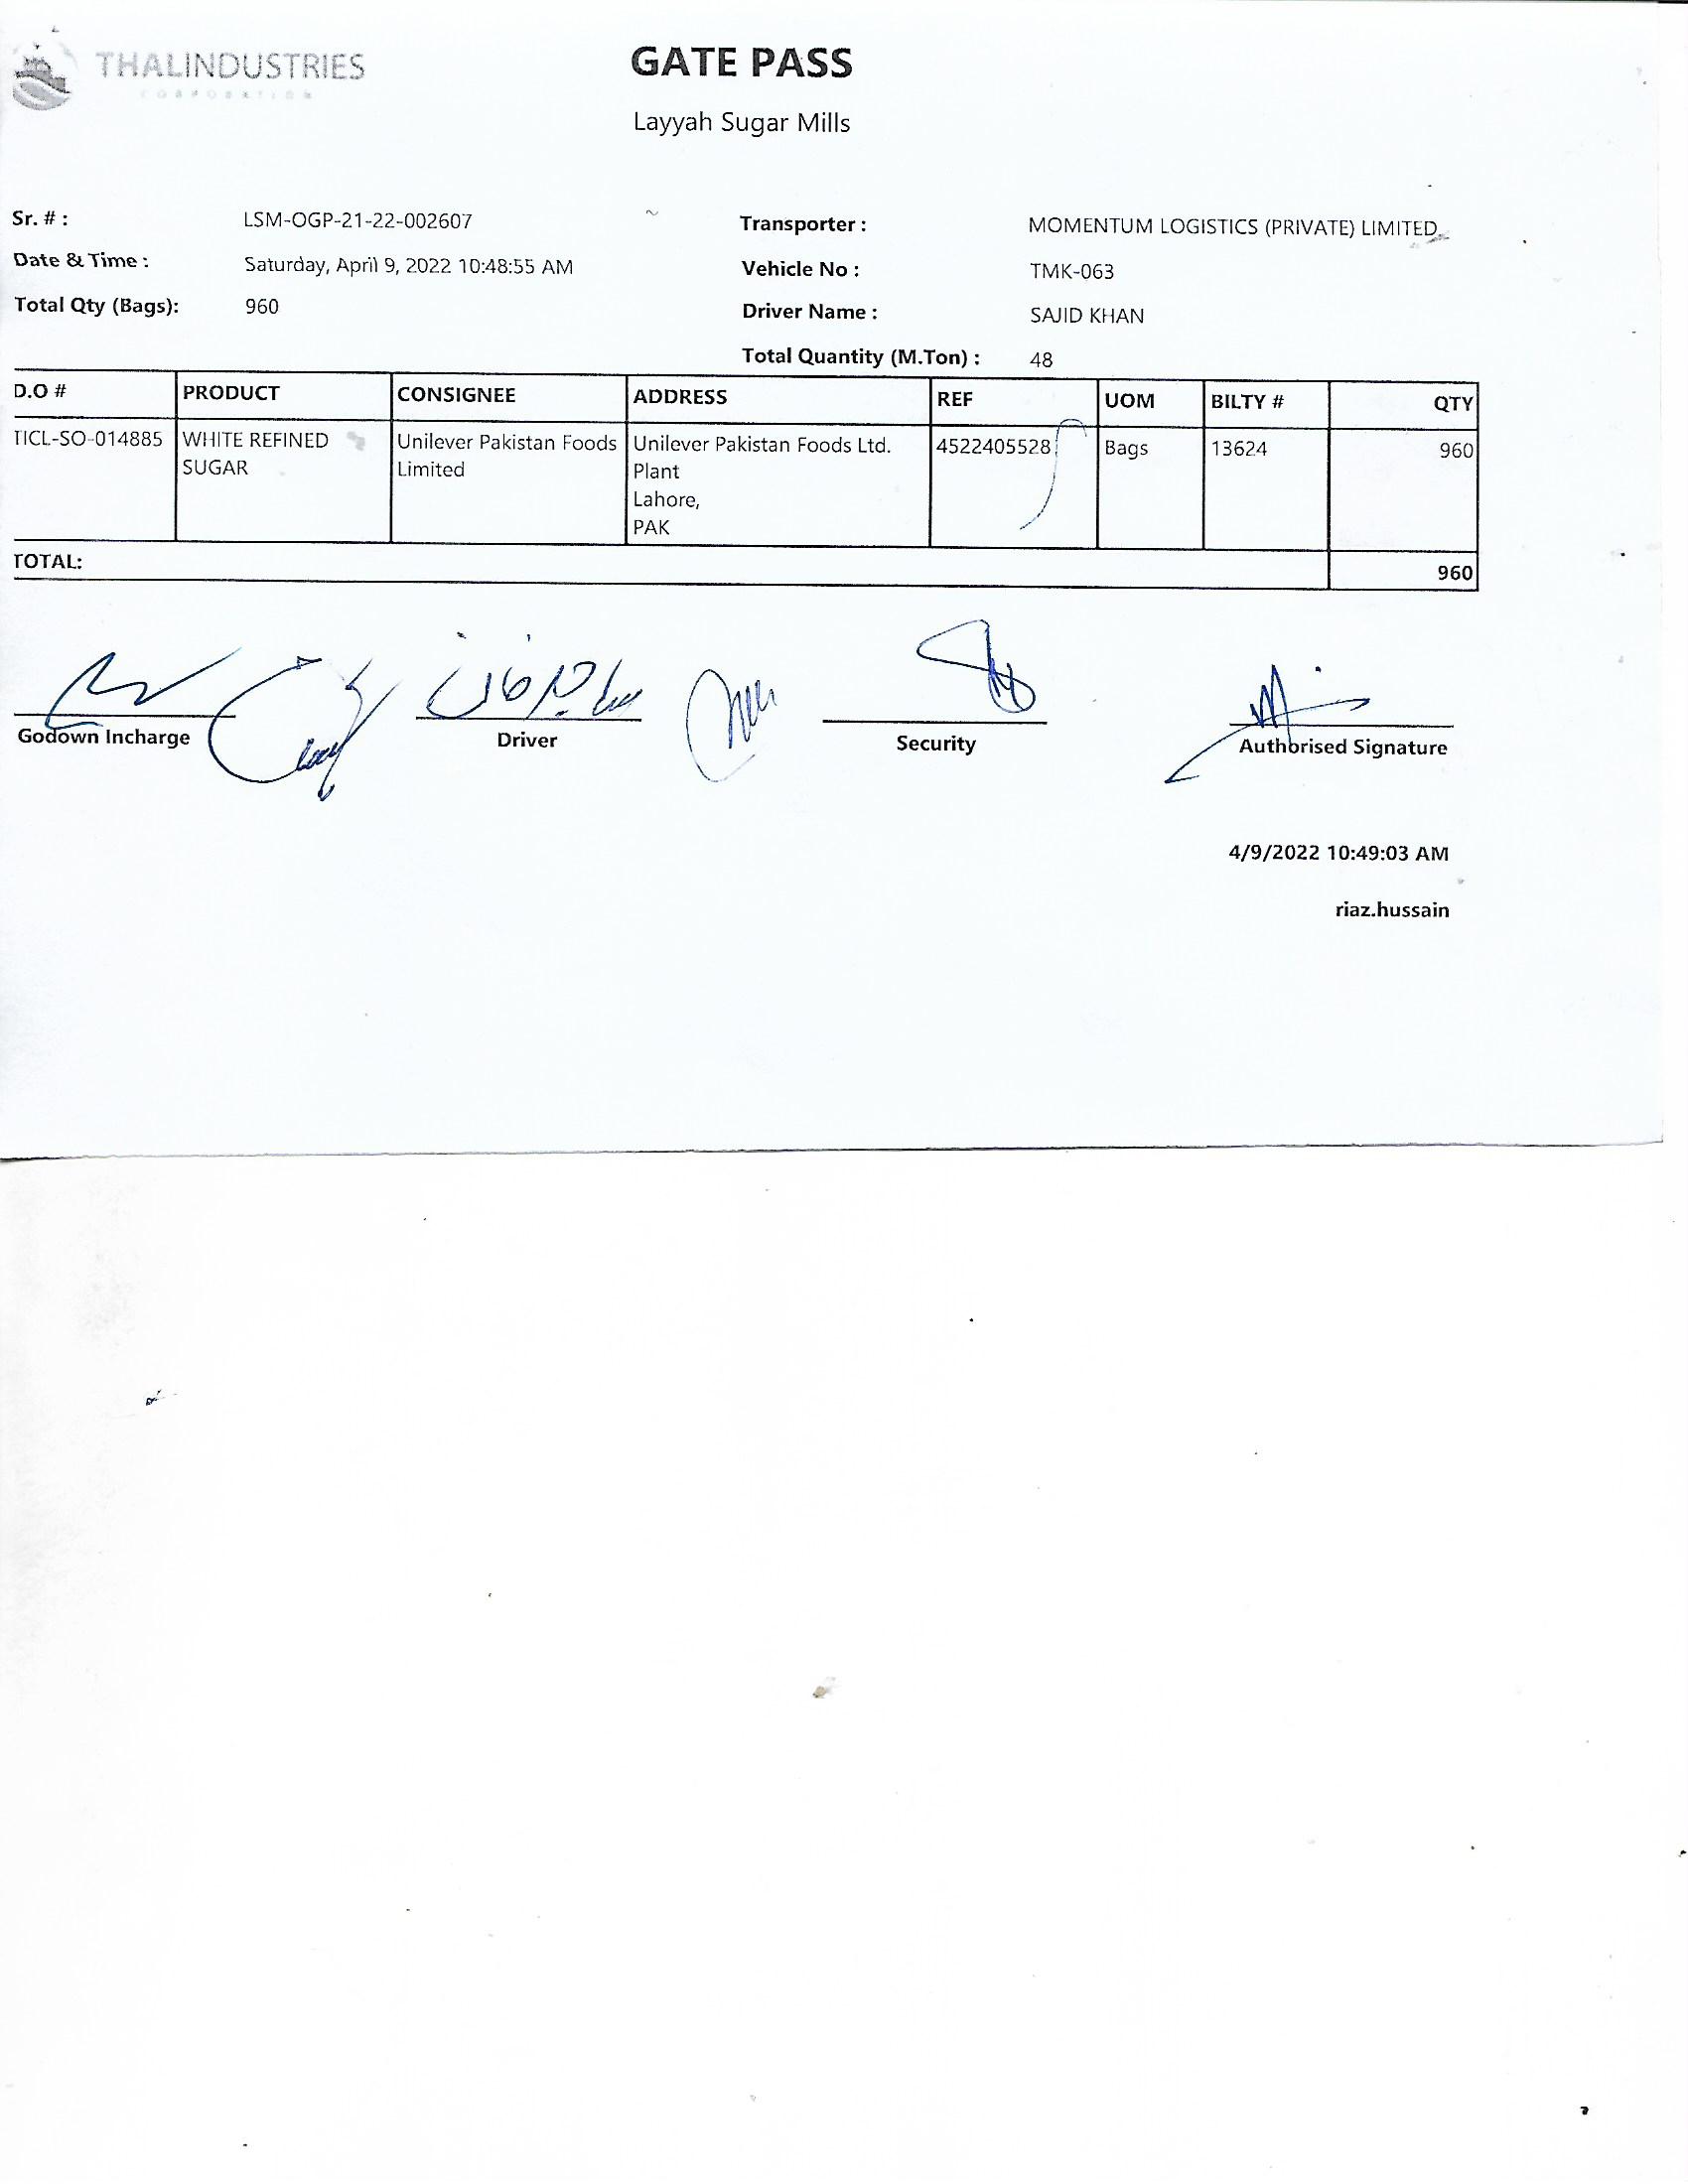 THALINDUSTRIES
CORPORATION
GATE PASS
Layyah Sugar Mills
Sr. # : LSM-OGP-21-22-002607
Date & Time : Saturday, April 9, 2022 10:48:55 AM
Total Qty (Bags): 960
Transporter : MOMENTUM LOGISTICS (PRIVATE) LIMITED
Vehicle No : TMK-063
Driver Name : SAJID KHAN
Total Quantity (M.Ton) : 48
D.O # PRODUCT CONSIGNEE ADDRESS REF UOM BILTY # QTY
TICL-SO-014885 WHITE REFINED Unilever Pakistan Foods Unilever Pakistan Foods Ltd. 4522405528 Bags 13624 960
SUGAR Limited Plant
Lahore,
PAK
TOTAL: 960
Godown Incharge Driver Security Authorised Signature
4/9/2022 10:49:03 AM
riaz.hussain